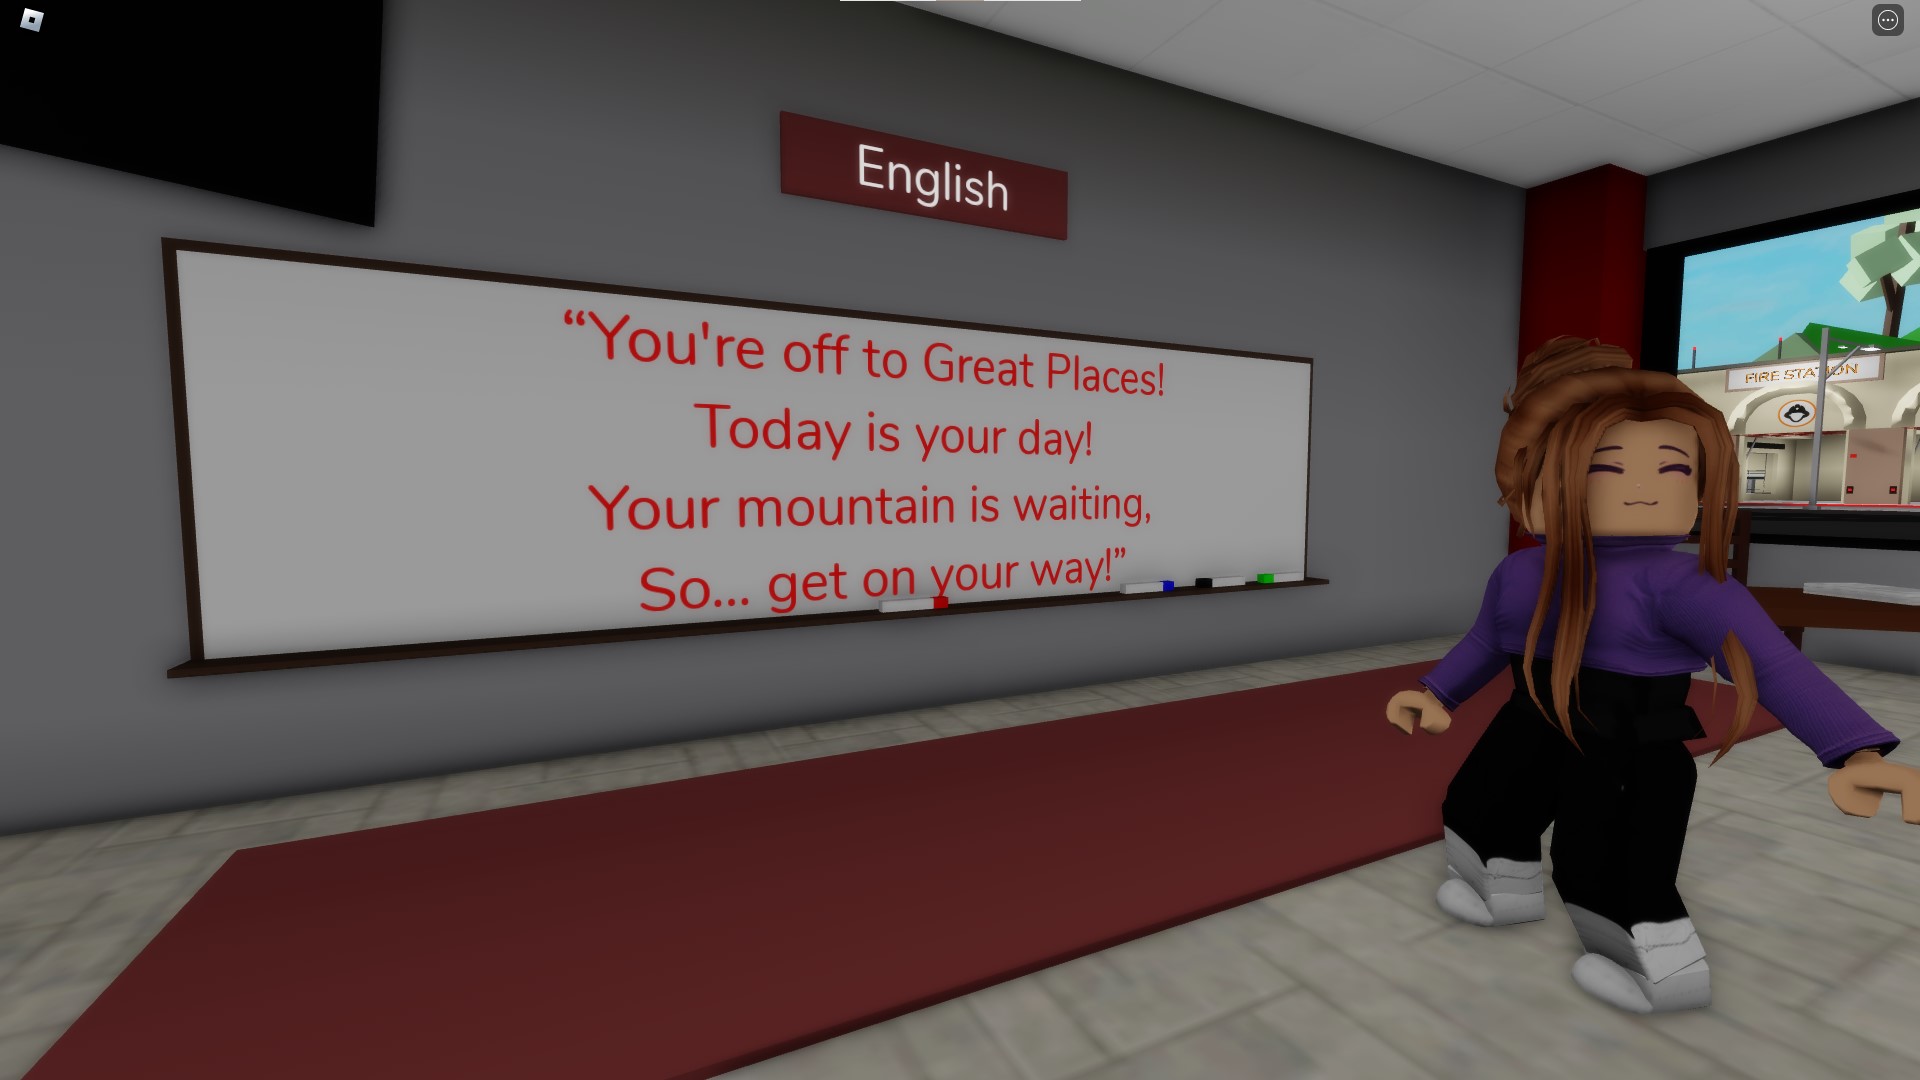 English
“You're off to Great Places!
Today is your day!
Your mountain is waiting,
So... get on your way!”
FIRE STATION